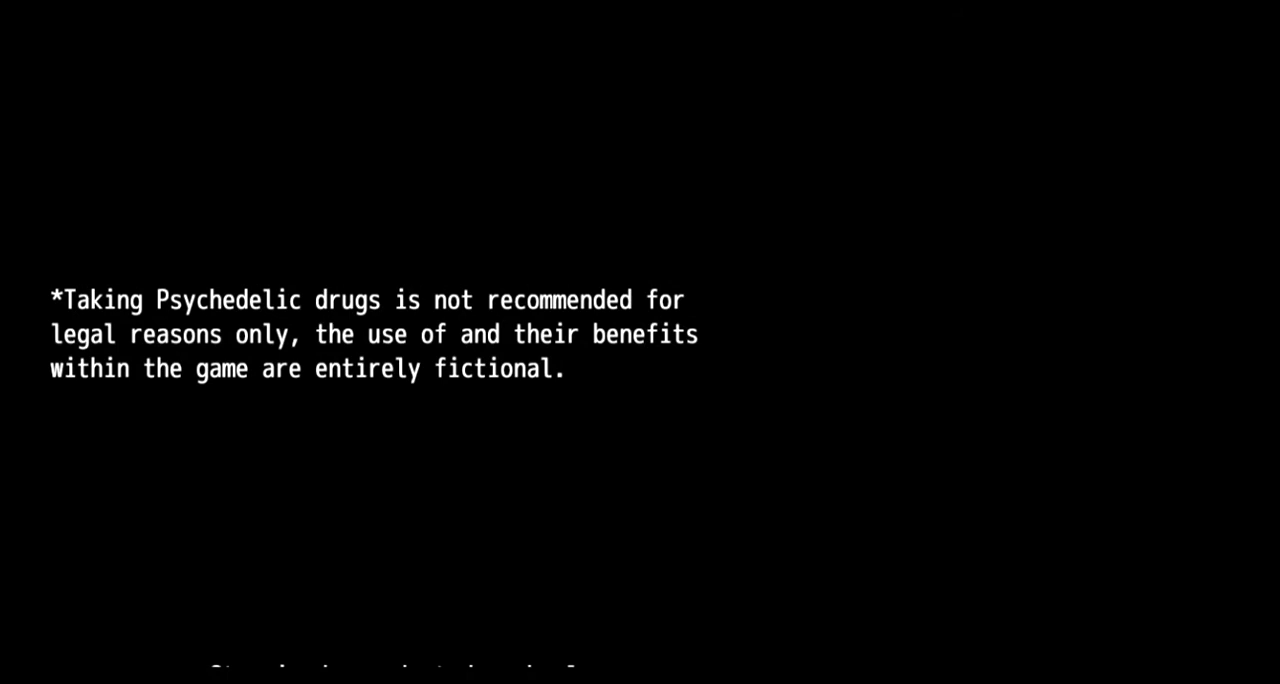 *Taking Psychedelic drugs is not recommended for
legal reasons only, the use of and their benefits
within the game are entirely fictional.